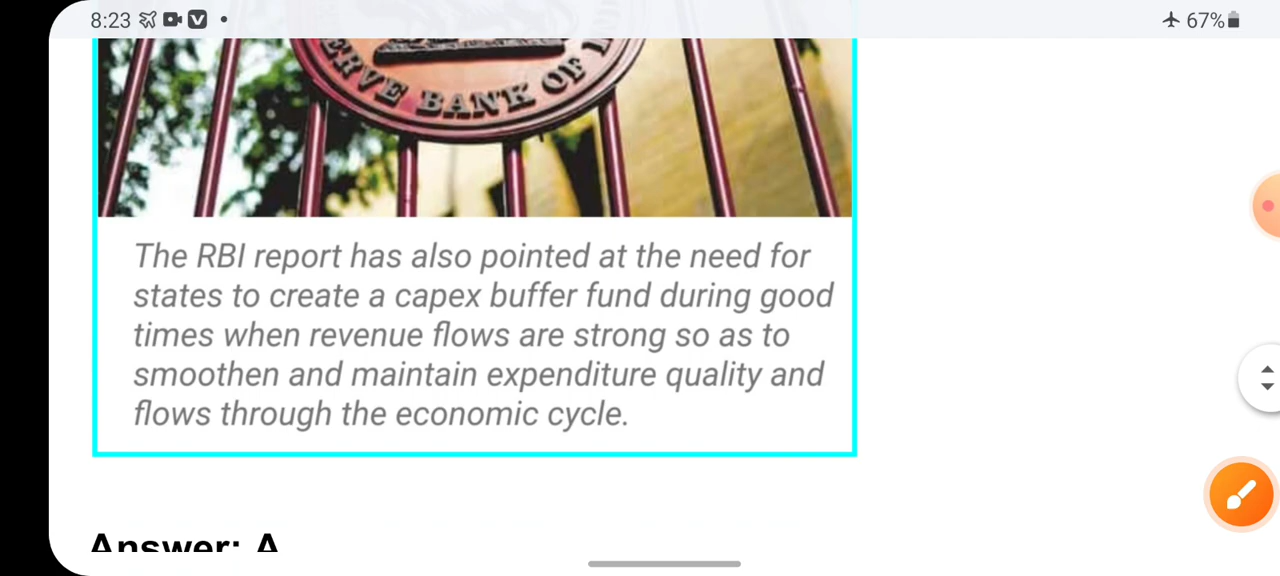 8:23
67%
ERVE BANK OF I
The RBI report has also pointed at the need for
states to create a capex buffer fund during good
times when revenue flows are strong so as to
smoothen and maintain expenditure quality and
flows through the economic cycle.
Answer: A